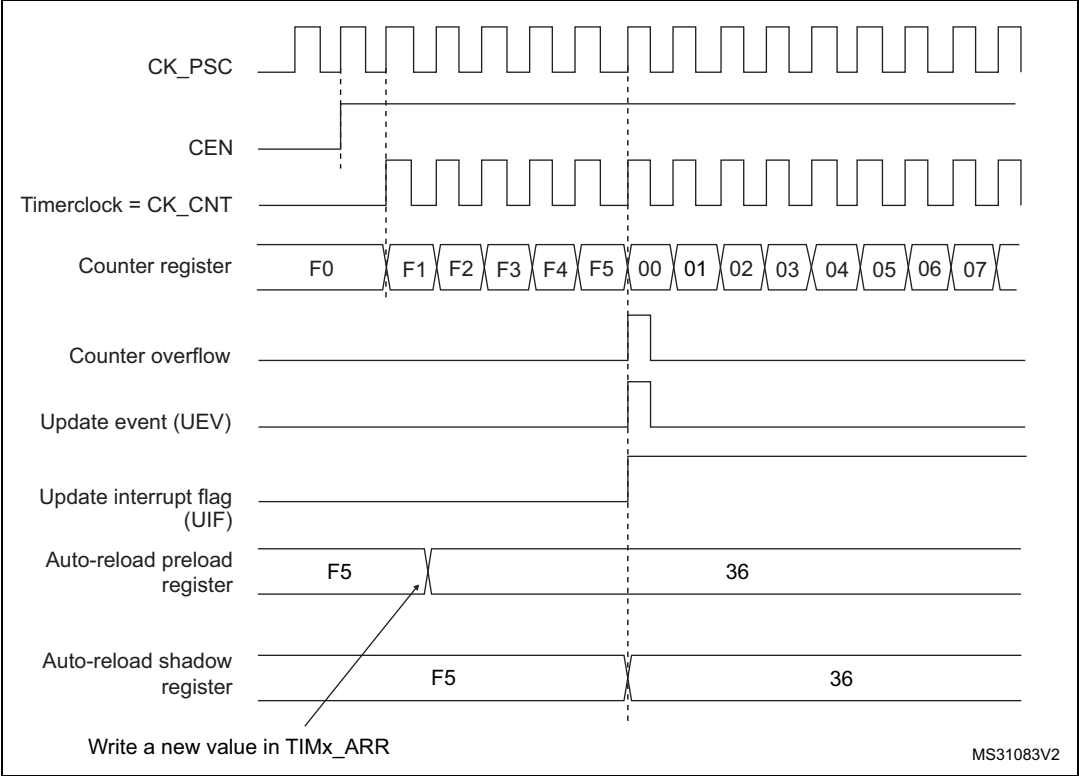 CK_PSC
CEN
Timerclock = CK_CNT
Counter register F0 F1 F2 F3 F4 F5 00 01 02 03 04 05 06 07
Counter overflow
Update event (UEV)
Update interrupt flag
(UIF)
Auto-reload preload
register
F5 36
Auto-reload shadow
register
F5 36
Write a new value in TIMx_ARR
MS31083V2